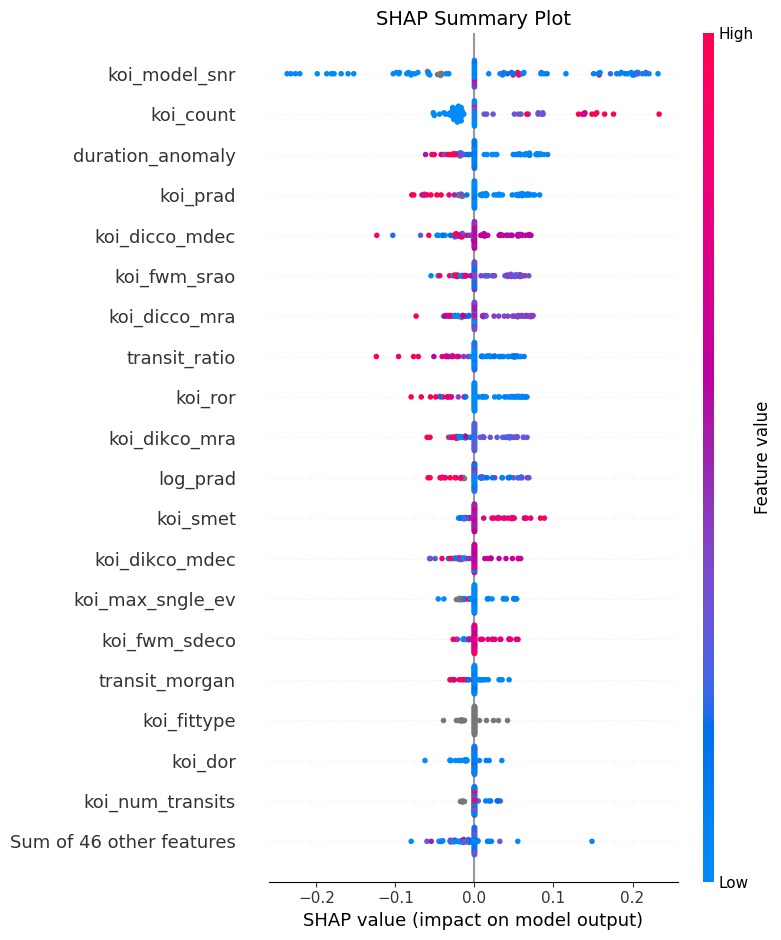 SHAP Summary Plot
High
koi_model_snr
koi_count
duration_anomaly
koi_prad
koi_dicco_mdec
koi_fwm_srao
koi_dicco_mra
transit_ratio
koi_ror
koi_dikco_mra
log_prad
koi_smet
koi_dikco_mdec
koi_max_sngle_ev
koi_fwm_sdeco
transit_morgan
koi_fittype
koi_dor
koi_num_transits
Sum of 46 other features
Feature value
Low
−0.2 −0.1 0.0 0.1 0.2
SHAP value (impact on model output)